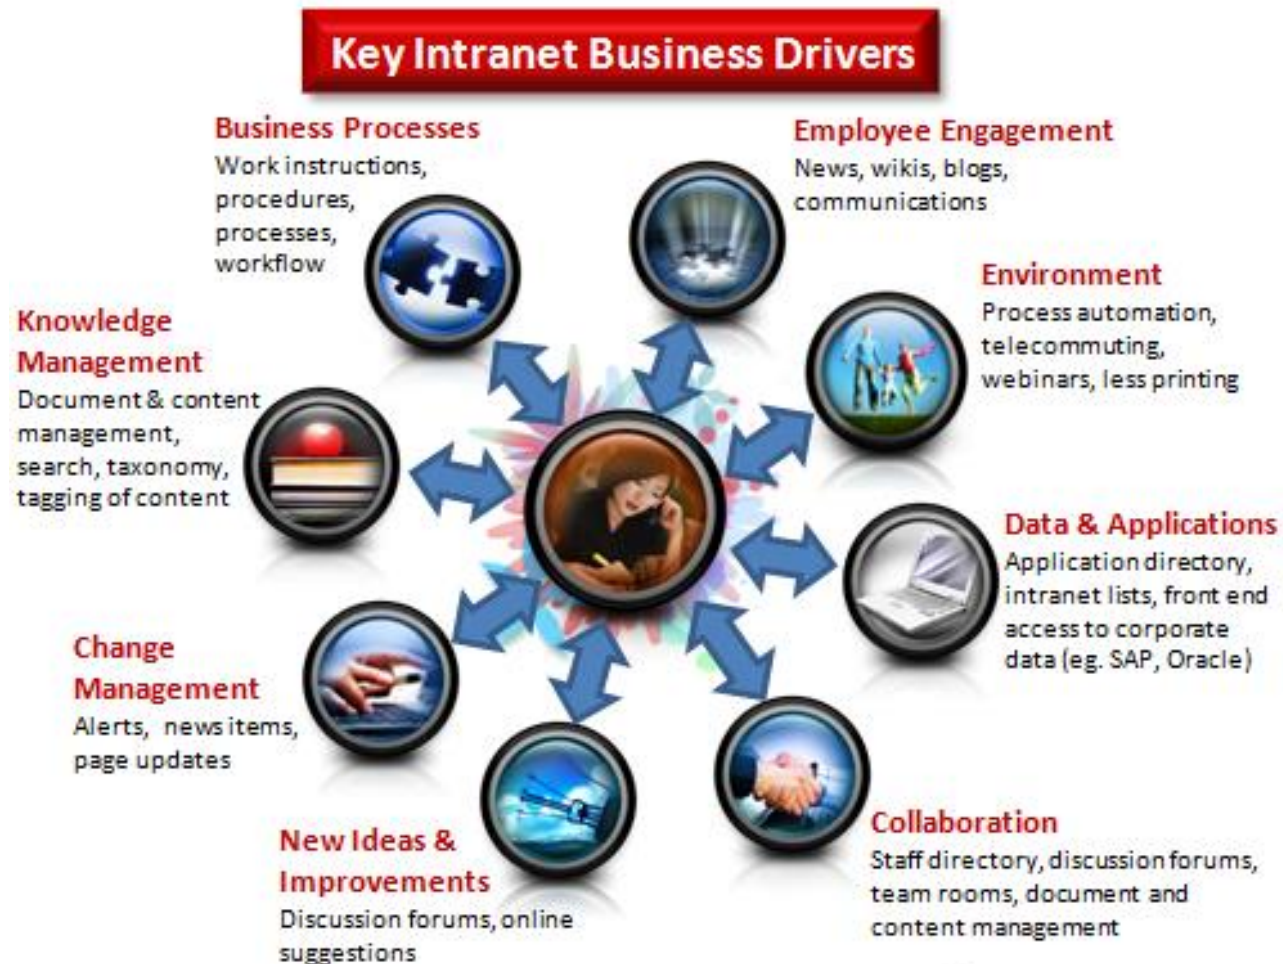 Key Intranet Business Drivers
Business Processes
Work instructions,
procedures,
processes,
workflow
Employee Engagement
News, wikis, blogs,
communications
Environment
Process automation,
telecommuting,
webinars, less printing
Knowledge
Management
Document & content
management,
search, taxonomy,
tagging of content
Data & Applications
Application directory,
intranet lists, front end
access to corporate
data (eg. SAP, Oracle)
Change
Management
Alerts, news items,
page updates
New Ideas &
Improvements
Discussion forums, online
suggestions
Collaboration
Staff directory, discussion forums,
team rooms, document and
content management